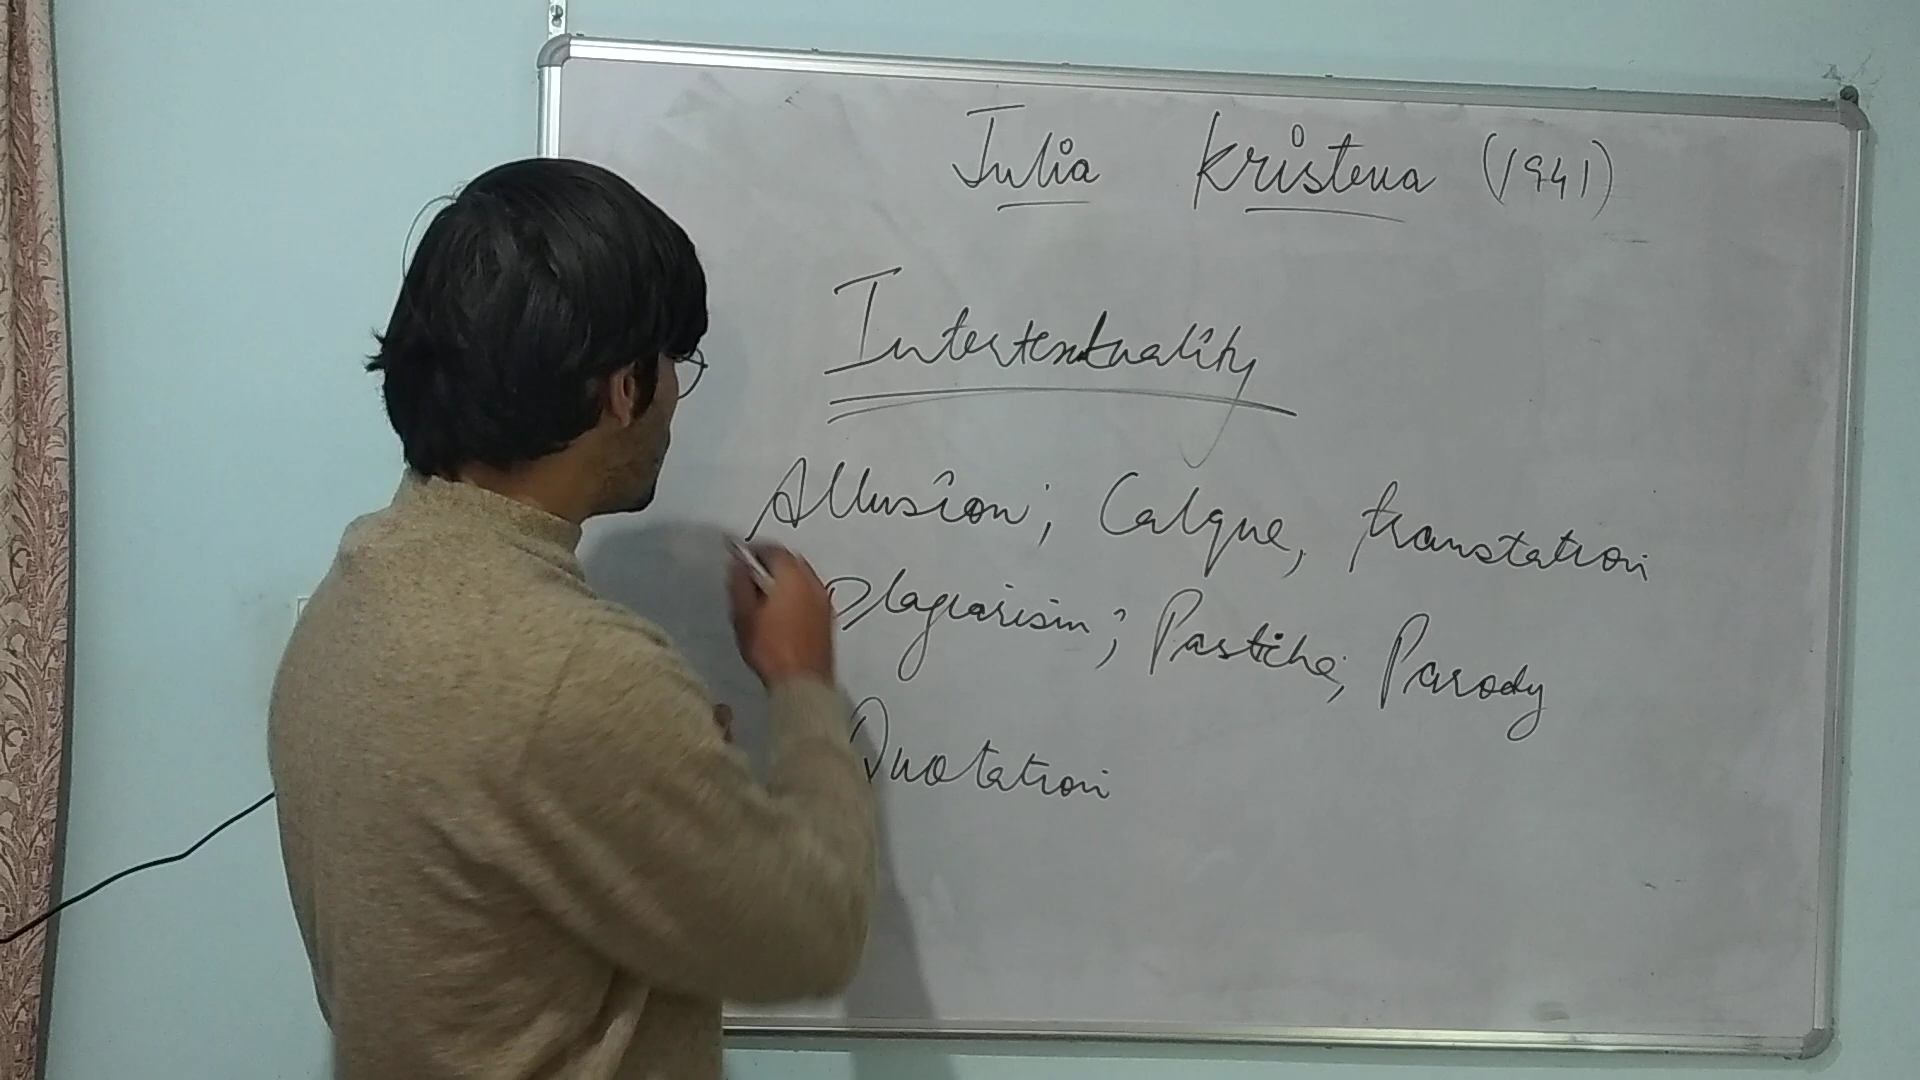 Julia Kristeva (1941)
Intertextuality
Allusion; Calque, translation
Plagiarism; Pastiche; Parody
Quotation